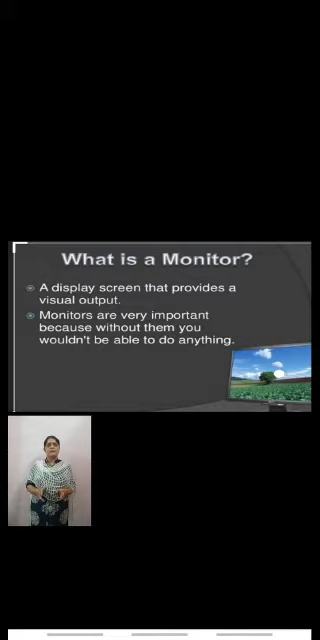 What is a Monitor?
A display screen that provides a
visual output.
Monitors are very important
because without them you
wouldn't be able to do anything.